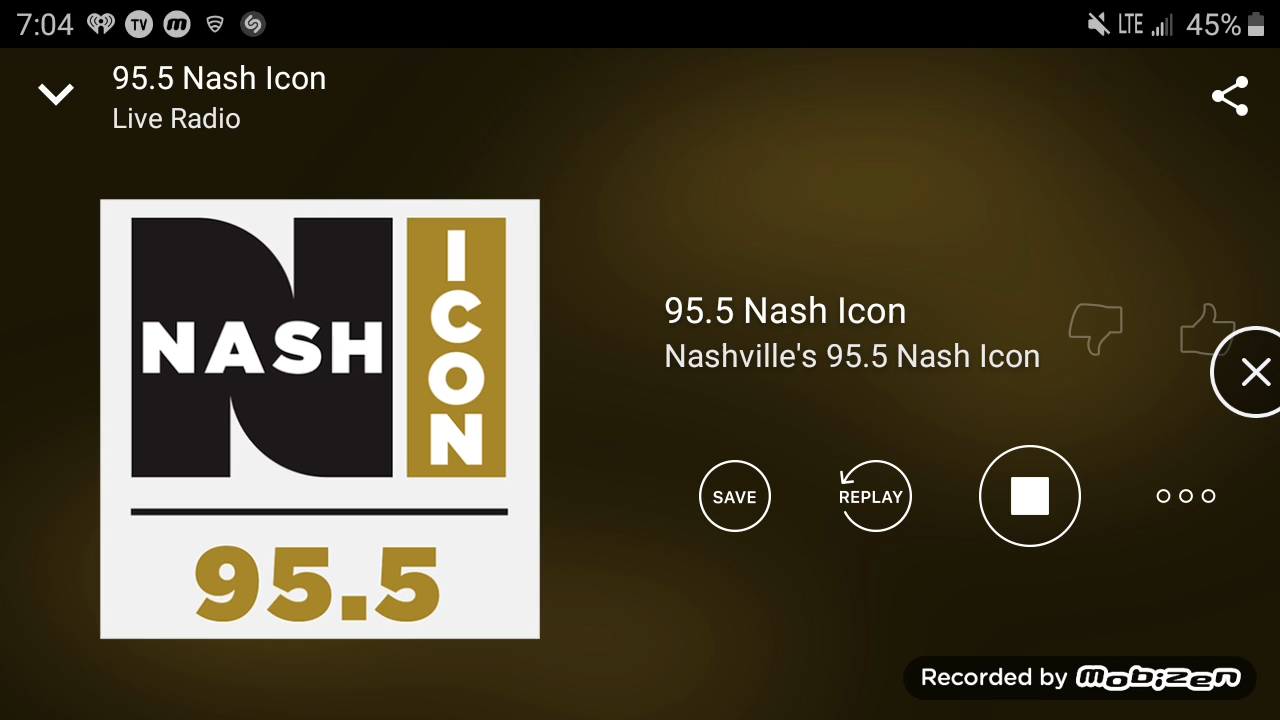 7:04 TV m LTE 45%
95.5 Nash Icon
Live Radio
NASH
ICON
95.5
95.5 Nash Icon
Nashville's 95.5 Nash Icon
SAVE
REPLAY
Recorded by mobizen